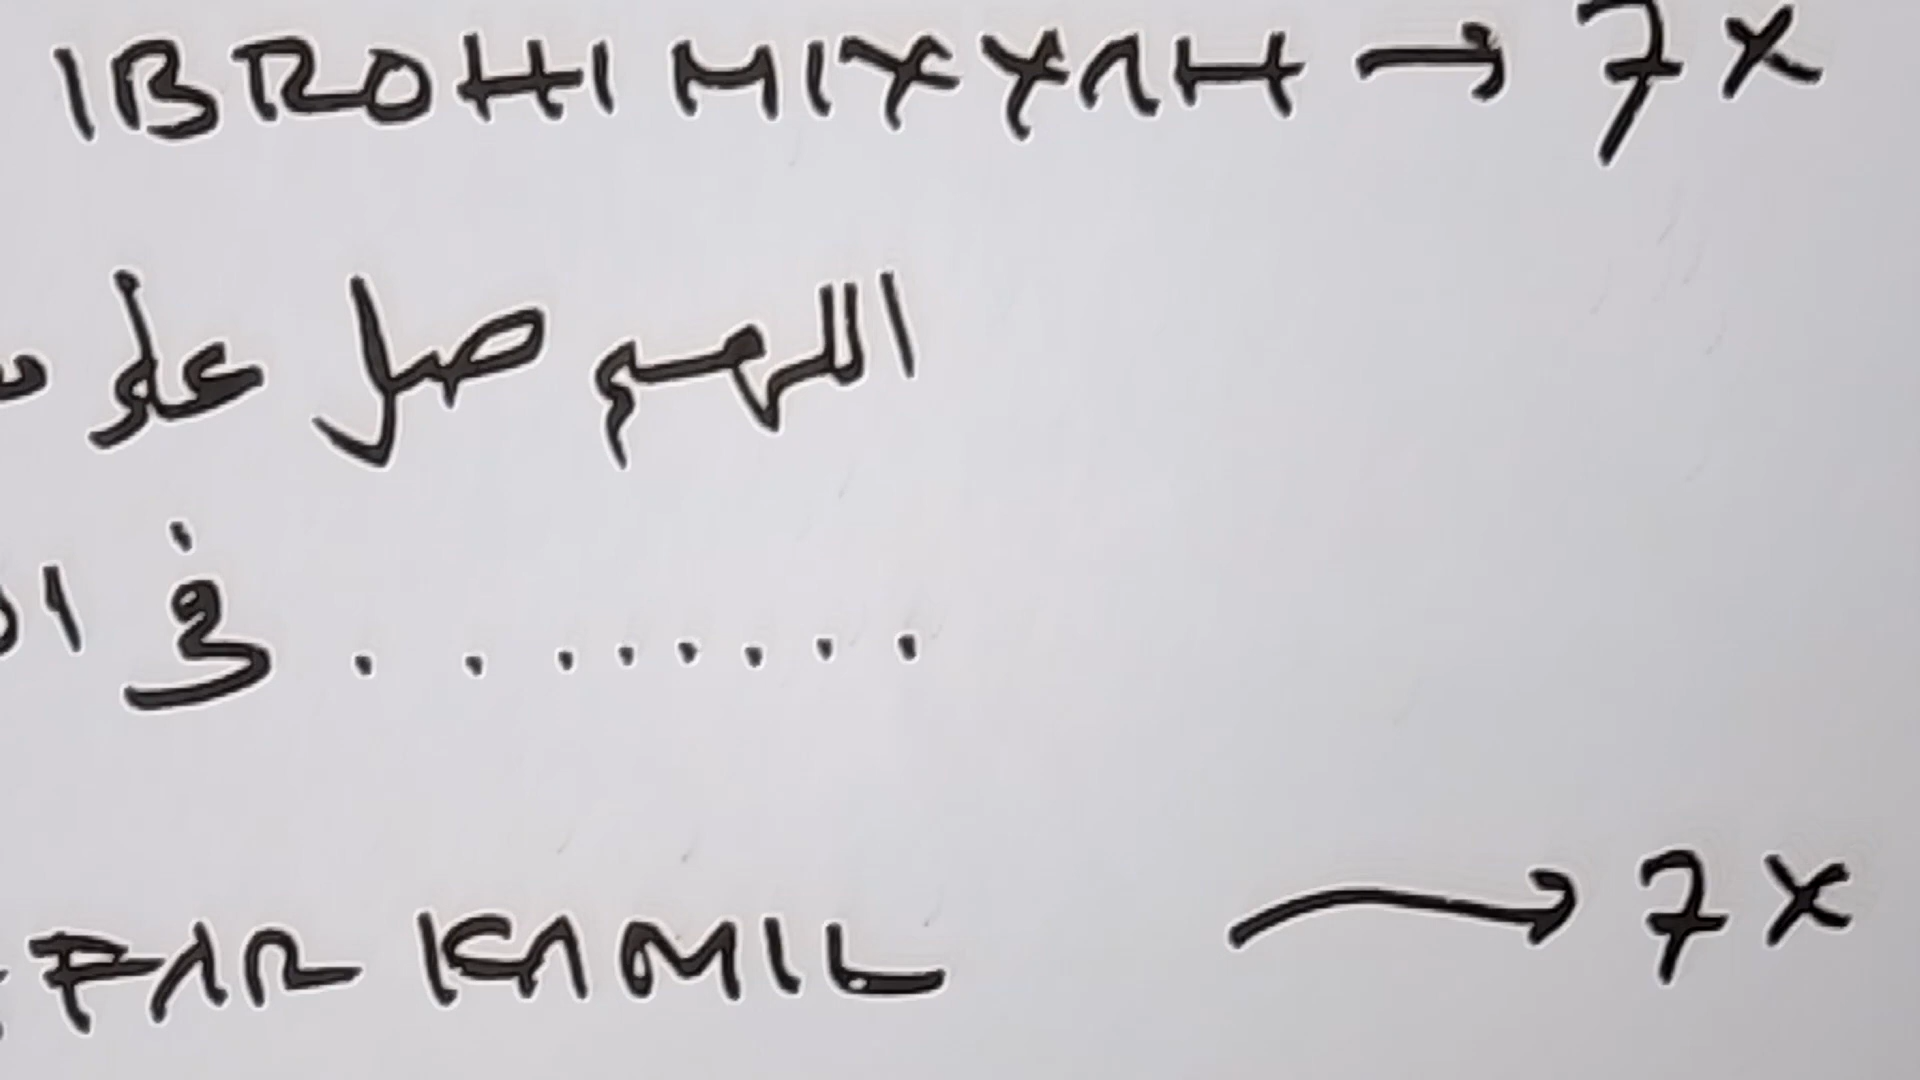 IBROHIMIYYAH → 7x
اللهم صل على
........ في
FAR KAMIL → 7x